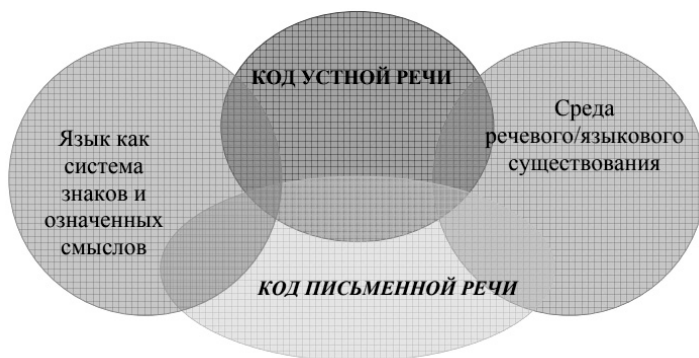 КОД УСТНОЙ РЕЧИ
Язык как
система
знаков и
означенных
смыслов
Среда
речевого/языкового
существования
КОД ПИСЬМЕННОЙ РЕЧИ